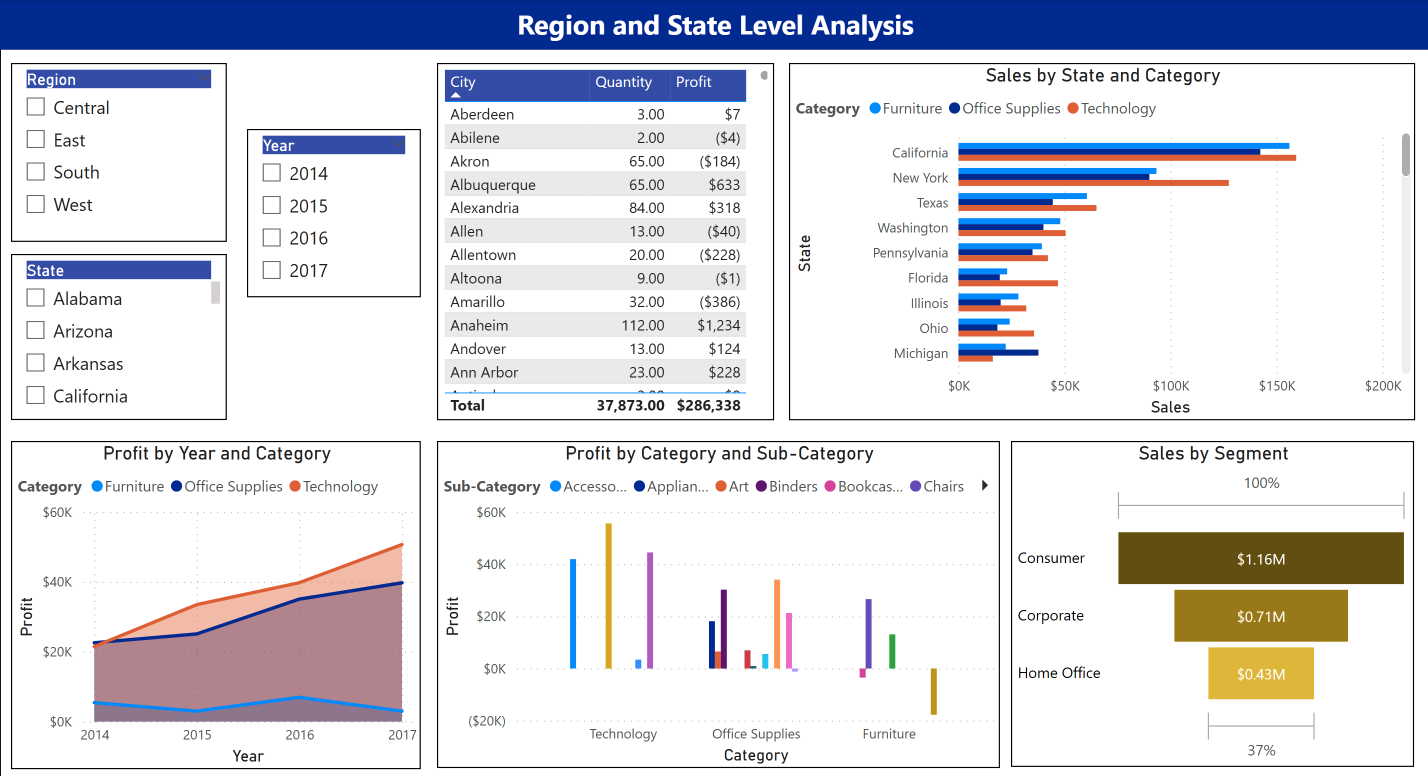 Region and State Level Analysis
Region
Central
East
South
West
State
Alabama
Arizona
Arkansas
California
Year
2014
2015
2016
2017
City Quantity Profit
Aberdeen 3.00 $7
Abilene 2.00 ($4)
Akron 65.00 ($184)
Albuquerque 65.00 $633
Alexandria 84.00 $318
Allen 13.00 ($40)
Allentown 20.00 ($228)
Altoona 9.00 ($1)
Amarillo 32.00 ($386)
Anaheim 112.00 $1,234
Andover 13.00 $124
Ann Arbor 23.00 $228
Total 37,873.00 $286,338
Sales by State and Category
Category Furniture Office Supplies Technology
State
California
New York
Texas
Washington
Pennsylvania
Florida
Illinois
Ohio
Michigan
$0K $50K $100K $150K $200K
Sales
Profit by Year and Category
Category Furniture Office Supplies Technology
Profit
$60K
$40K
$20K
$0K
2014 2015 2016 2017
Year
Profit by Category and Sub-Category
Sub-Category Accesso... Applian... Art Binders Bookcas... Chairs
Profit
$60K
$40K
$20K
$0K
($20K)
Technology Office Supplies Furniture
Category
Sales by Segment
100%
Consumer $1.16M
Corporate $0.71M
Home Office $0.43M
37%